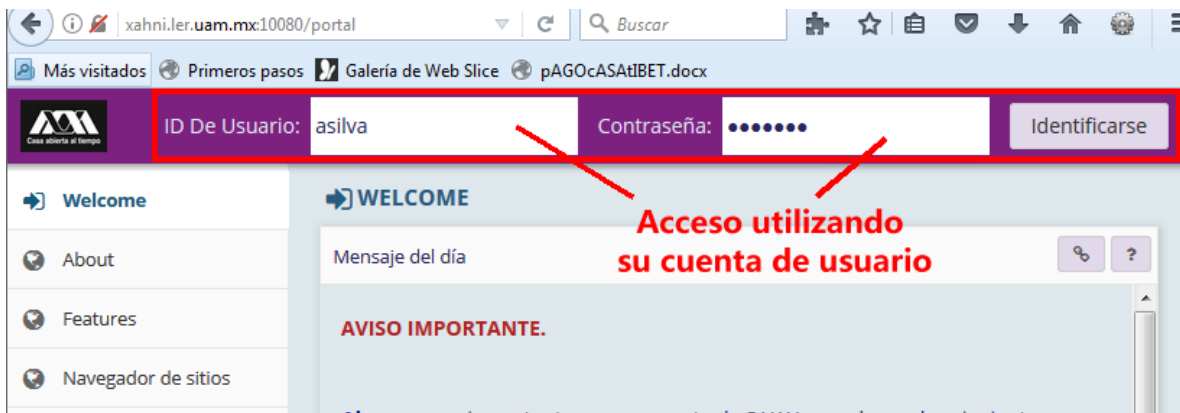 xahni.ler.uam.mx:10080/portal
Buscar
Más visitados Primeros pasos Galería de Web Slice pAGOcASAtIBET.docx
Casa abierta al tiempo
ID De Usuario: asilva Contraseña: ••••••• Identificarse
Welcome
About
Features
Navegador de sitios
WELCOME
Acceso utilizando
su cuenta de usuario
Mensaje del día
?
AVISO IMPORTANTE.